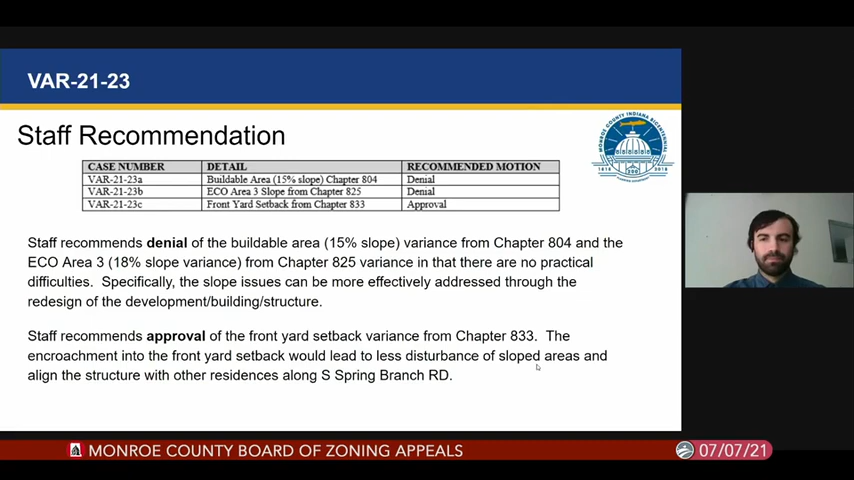 VAR-21-23
Staff Recommendation
CASE NUMBER DETAIL RECOMMENDED MOTION
VAR-21-23a Buildable Area (15% slope) Chapter 804 Denial
VAR-21-23b ECO Area 3 Slope from Chapter 825 Denial
VAR-21-23c Front Yard Setback from Chapter 833 Approval
MONROE COUNTY INDIANA BICENTENNIAL
1818 2018
200
Staff recommends denial of the buildable area (15% slope) variance from Chapter 804 and the
ECO Area 3 (18% slope variance) from Chapter 825 variance in that there are no practical
difficulties. Specifically, the slope issues can be more effectively addressed through the
redesign of the development/building/structure.
Staff recommends approval of the front yard setback variance from Chapter 833. The
encroachment into the front yard setback would lead to less disturbance of sloped areas and
align the structure with other residences along S Spring Branch RD.
MONROE COUNTY BOARD OF ZONING APPEALS
07/07/21